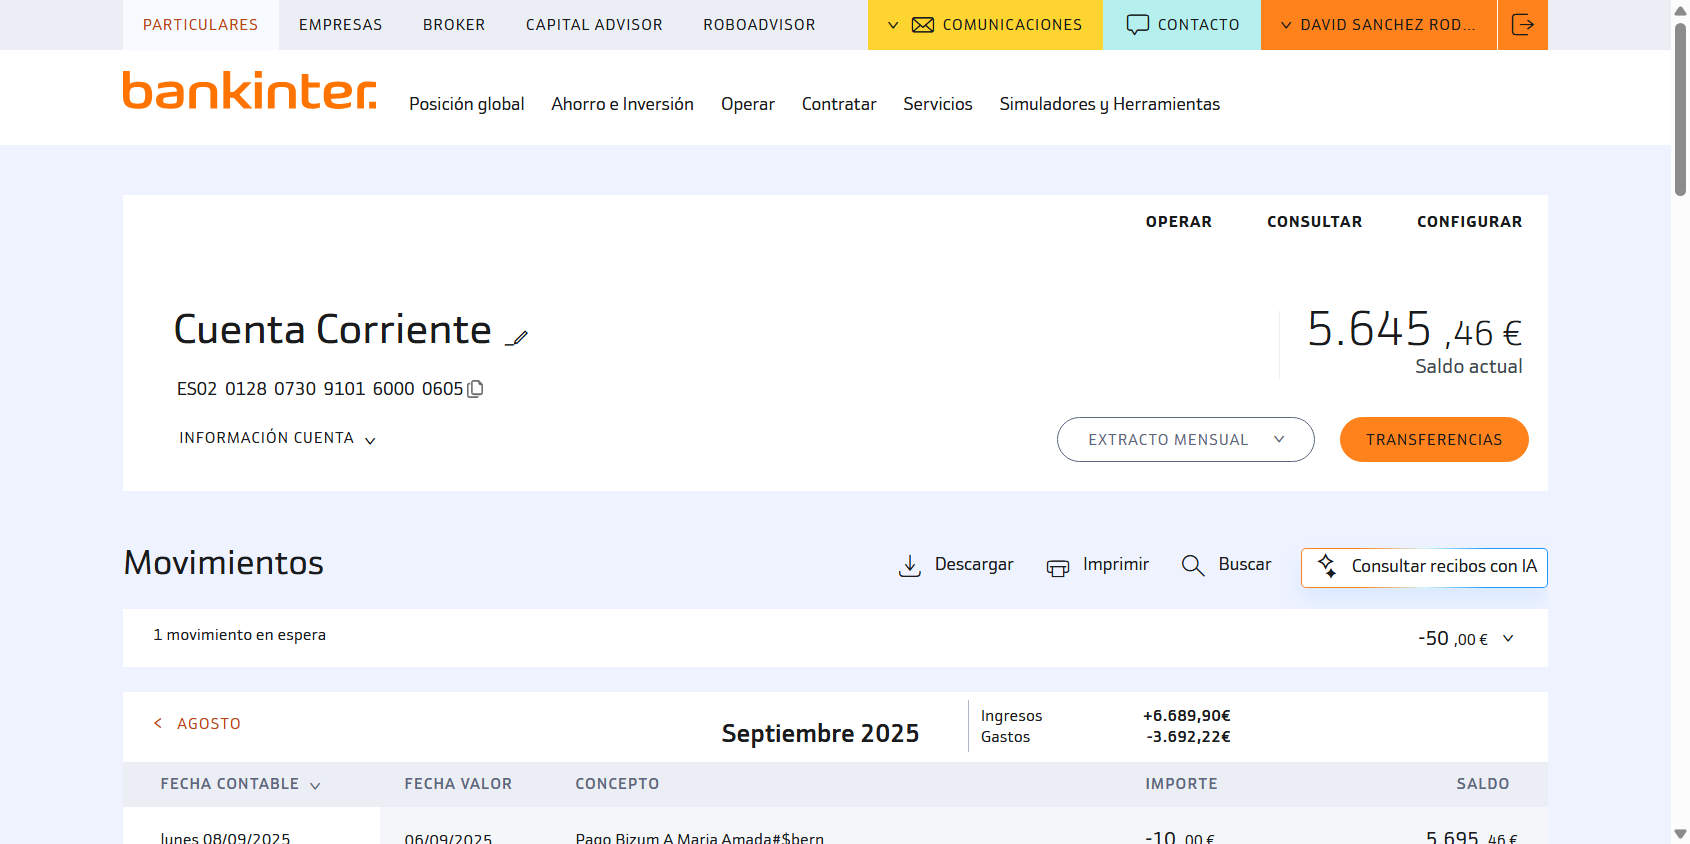 PARTICULARES EMPRESAS BROKER CAPITAL ADVISOR ROBOADVISOR COMUNICACIONES CONTACTO DAVID SANCHEZ ROD...
bankinter. Posición global Ahorro e Inversión Operar Contratar Servicios Simuladores y Herramientas
OPERAR CONSULTAR CONFIGURAR
Cuenta Corriente 5.645 ,46 €
Saldo actual
ES02 0128 0730 9101 6000 0605
INFORMACIÓN CUENTA EXTRACTO MENSUAL TRANSFERENCIAS
Movimientos Descargar Imprimir Buscar Consultar recibos con IA
1 movimiento en espera -50 ,00 €
< AGOSTO Septiembre 2025 Ingresos +6.689,90€
Gastos -3.692,22€
FECHA CONTABLE FECHA VALOR CONCEPTO IMPORTE SALDO
lunes 08/09/2025 06/09/2025 Pago Bizum A Maria Amada#$bern -10 ,00 € 5.695 ,46 €